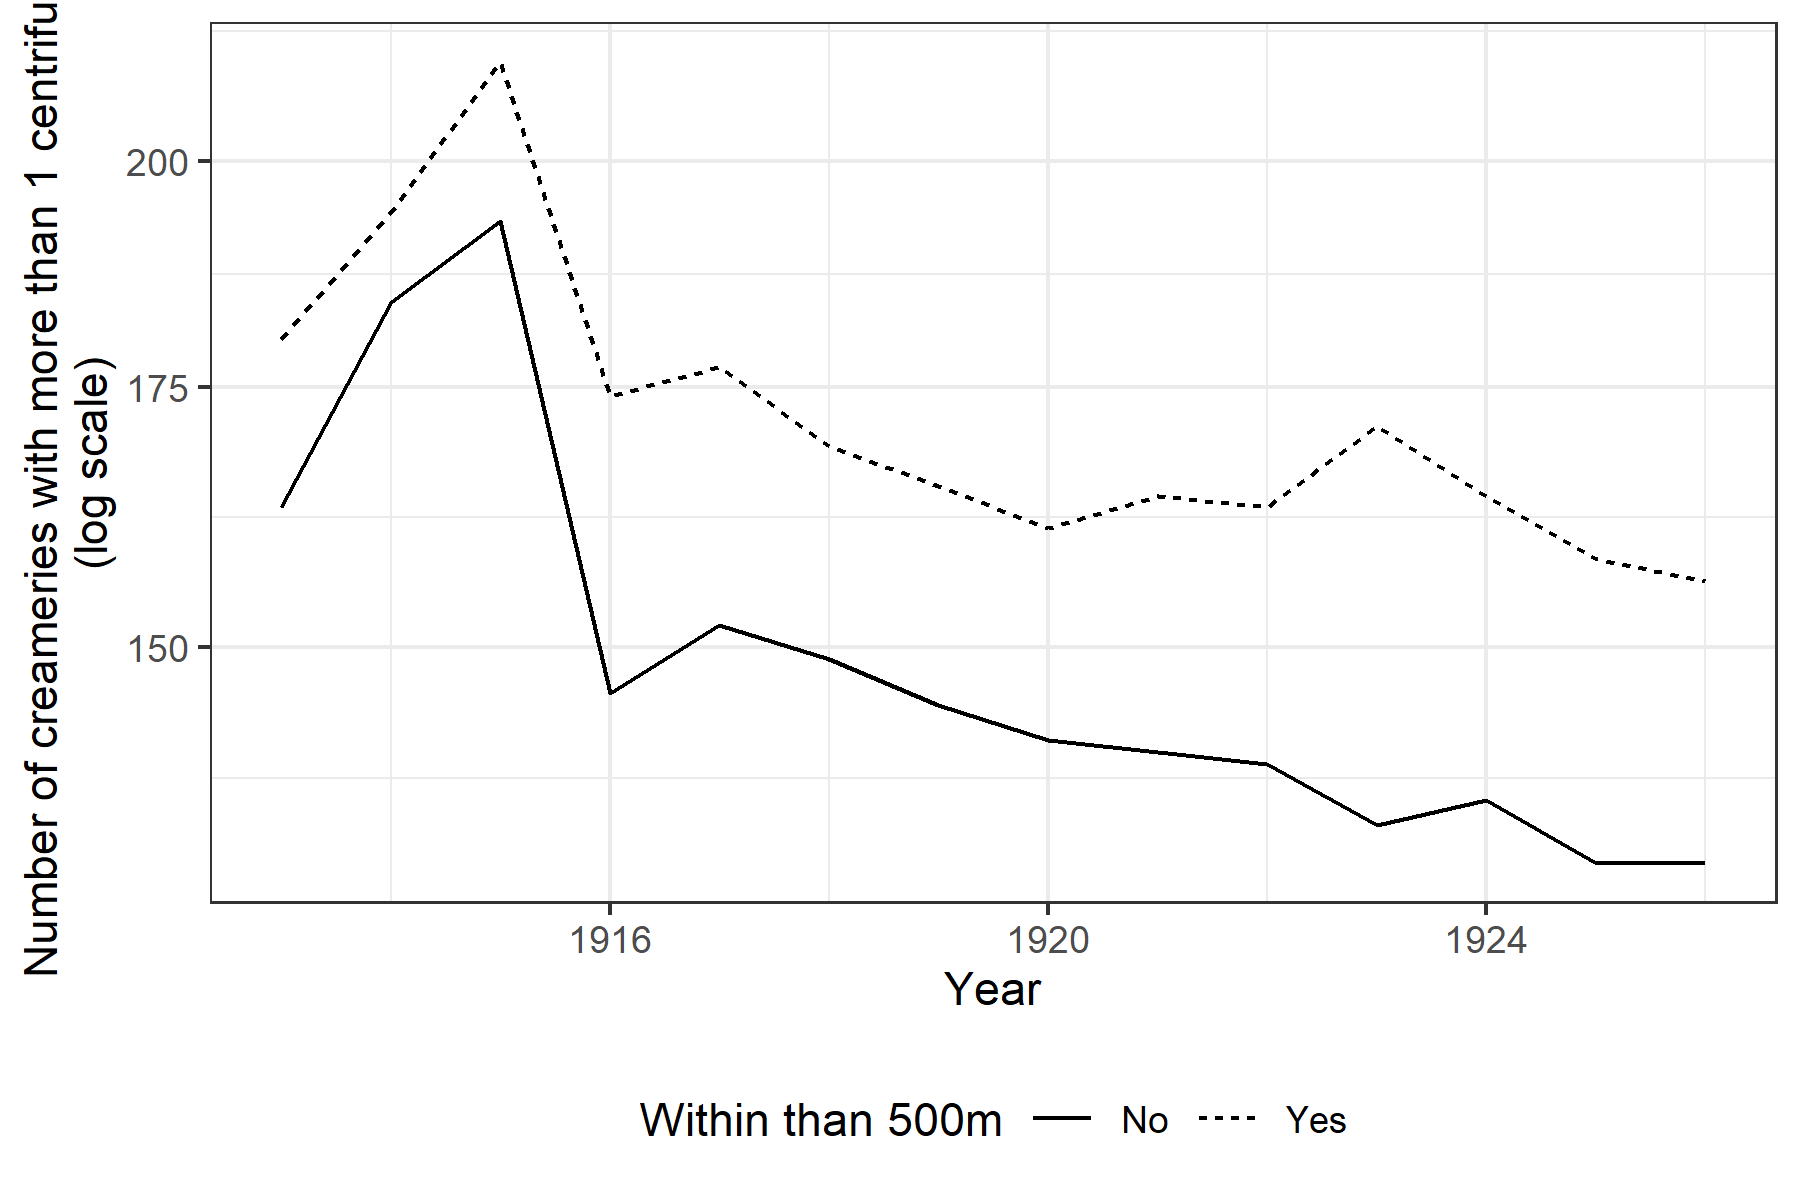 Number of creameries with more than 1 centrifu
(log scale)
200
175
150
1916 1920 1924
Year
Within than 500m No Yes